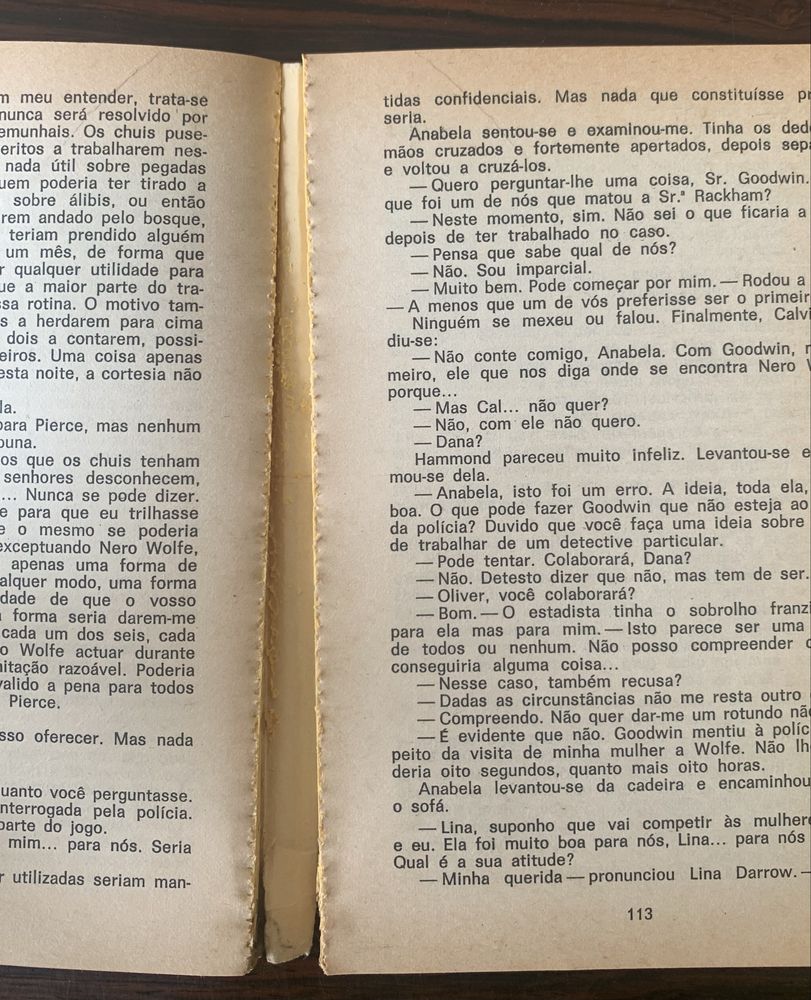 m meu entender, trata-se
nunca será resolvido por
emunhais. Os chuis puse-
eritos a trabalharem nes-
nada útil sobre pegadas
uem poderia ter tirado a
sobre álibis, ou então
rem andado pelo bosque,
teriam prendido alguém
um mês, de forma que
r qualquer utilidade para
ue a maior parte do tra-
ssa rotina. O motivo tam-
s a herdarem para cima
dois a contarem, possi-
eiros. Uma coisa apenas
esta noite, a cortesia não
la.
para Pierce, mas nenhum
ouna.
os que os chuis tenham
senhores desconhecem,
... Nunca se pode dizer.
e para que eu trilhasse
e o mesmo se poderia
exceptuando Nero Wolfe,
apenas uma forma de
alquer modo, uma forma
dade de que o vosso
a forma seria darem-me
cada um dos seis, cada
o Wolfe actuar durante
mitação razoável. Poderia
valido a pena para todos
Pierce.
sso oferecer. Mas nada
uanto você perguntasse.
nterrogada pela polícia.
parte do jogo.
mim... para nós. Seria
r utilizadas seriam man-
tidas confidenciais. Mas nada que constituísse pr
seria.
Anabela sentou-se e examinou-me. Tinha os ded
mãos cruzados e fortemente apertados, depois sep
e voltou a cruzá-los.
— Quero perguntar-lhe uma coisa, Sr. Goodwin.
que foi um de nós que matou a Sr.ª Rackham?
— Neste momento, sim. Não sei o que ficaria a
depois de ter trabalhado no caso.
— Pensa que sabe qual de nós?
— Não. Sou imparcial.
— Muito bem. Pode começar por mim. — Rodou a
— A menos que um de vós preferisse ser o primeir
Ninguém se mexeu ou falou. Finalmente, Calvi
diu-se:
— Não conte comigo, Anabela. Com Goodwin, n
meiro, ele que nos diga onde se encontra Nero W
porque...
— Mas Cal... não quer?
— Não, com ele não quero.
— Dana?
Hammond pareceu muito infeliz. Levantou-se e
mou-se dela.
— Anabela, isto foi um erro. A ideia, toda ela,
boa. O que pode fazer Goodwin que não esteja ao
da polícia? Duvido que você faça uma ideia sobre
de trabalhar de um detective particular.
— Pode tentar. Colaborará, Dana?
— Não. Detesto dizer que não, mas tem de ser.
— Oliver, você colaborará?
— Bom. — O estadista tinha o sobrolho franzi
para ela mas para mim. — Isto parece ser uma
de todos ou nenhum. Não posso compreender c
conseguiria alguma coisa...
— Nesse caso, também recusa?
— Dadas as circunstâncias não me resta outro
— Compreendo. Não quer dar-me um rotundo nã
— É evidente que não. Goodwin mentiu à políc
peito da visita de minha mulher a Wolfe. Não lh
deria oito segundos, quanto mais oito horas.
Anabela levantou-se da cadeira e encaminhou
o sofá.
— Lina, suponho que vai competir às mulher
e eu. Ela foi muito boa para nós, Lina... para nós
Qual é a sua atitude?
— Minha querida — pronunciou Lina Darrow. —
113